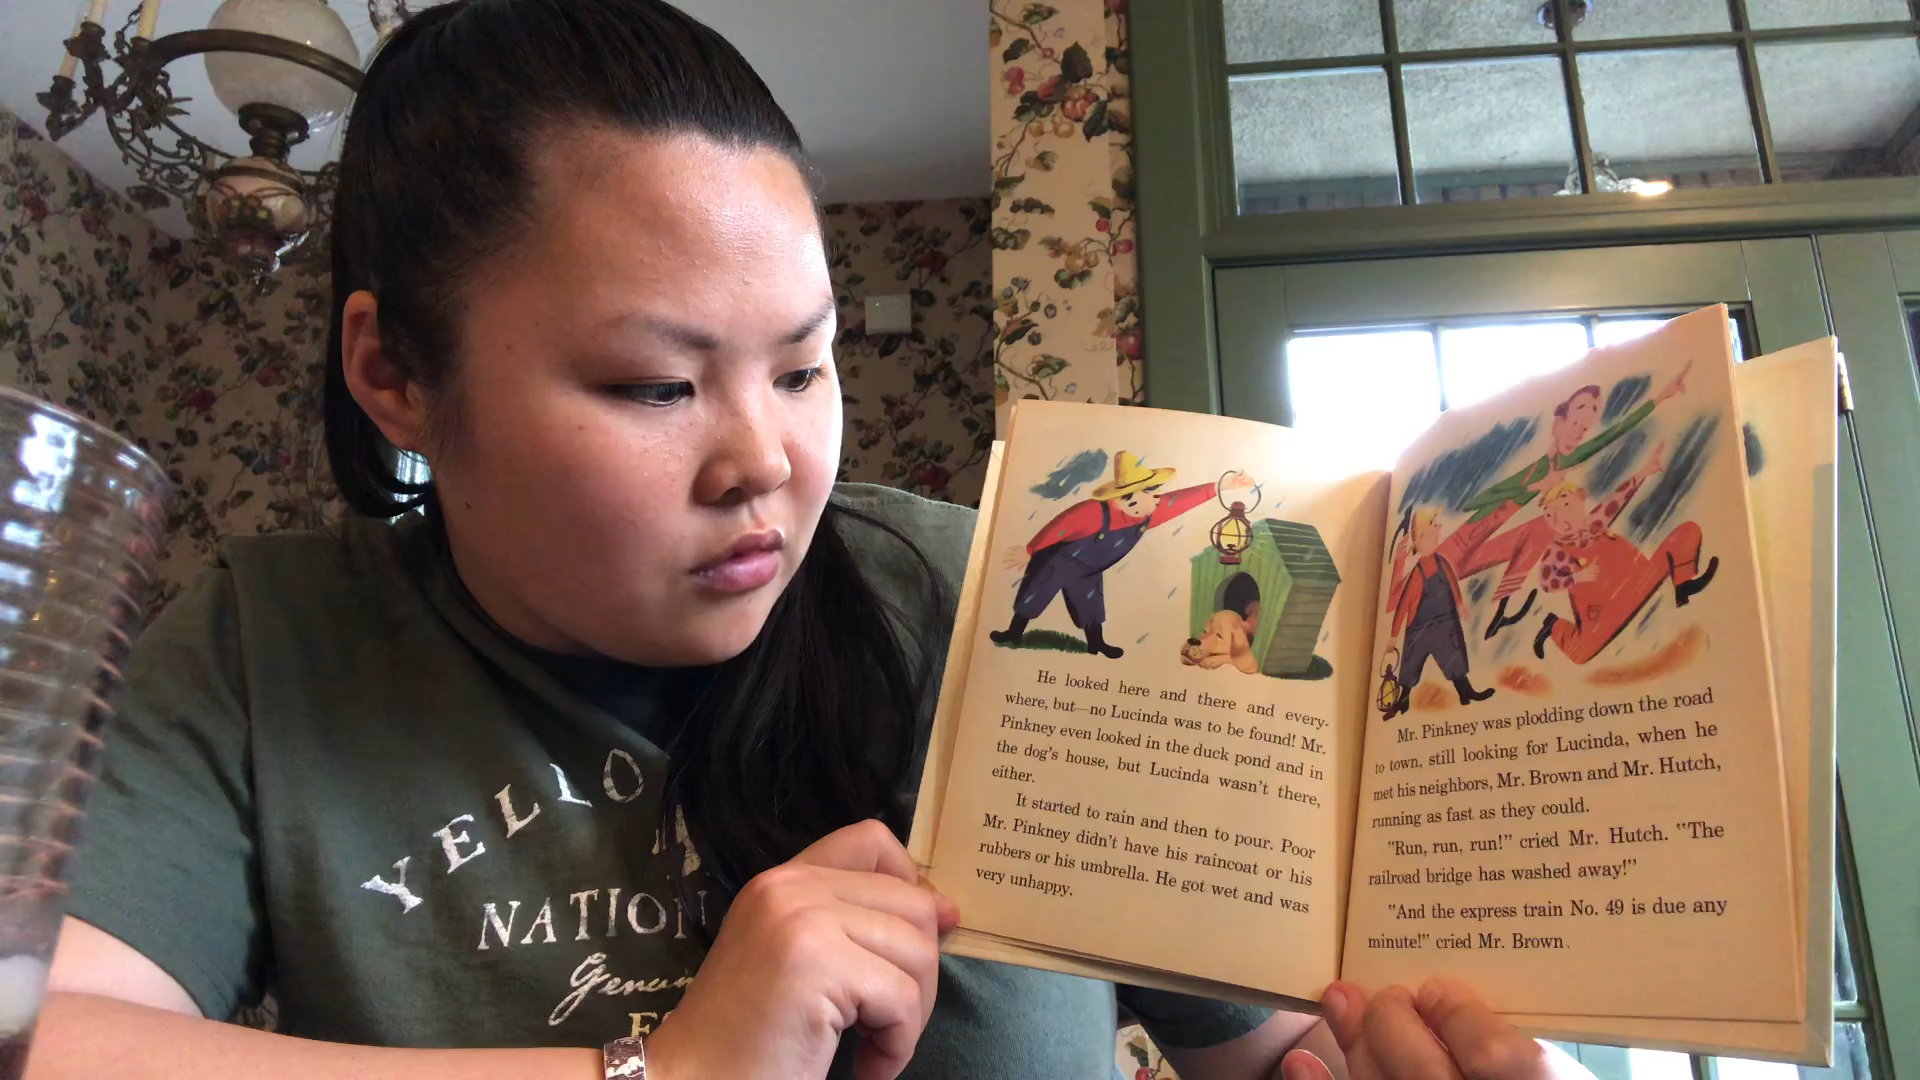 YELLO
NATION
Genuin
He looked here and there and every-
where, but—no Lucinda was to be found! Mr.
Pinkney even looked in the duck pond and in
the dog's house, but Lucinda wasn't there,
either.
It started to rain and then to pour. Poor
Mr. Pinkney didn't have his raincoat or his
rubbers or his umbrella. He got wet and was
very unhappy.
Mr. Pinkney was plodding down the road
to town, still looking for Lucinda, when he
met his neighbors, Mr. Brown and Mr. Hutch,
running as fast as they could.
"Run, run, run!" cried Mr. Hutch. "The
railroad bridge has washed away!"
"And the express train No. 49 is due any
minute!" cried Mr. Brown.